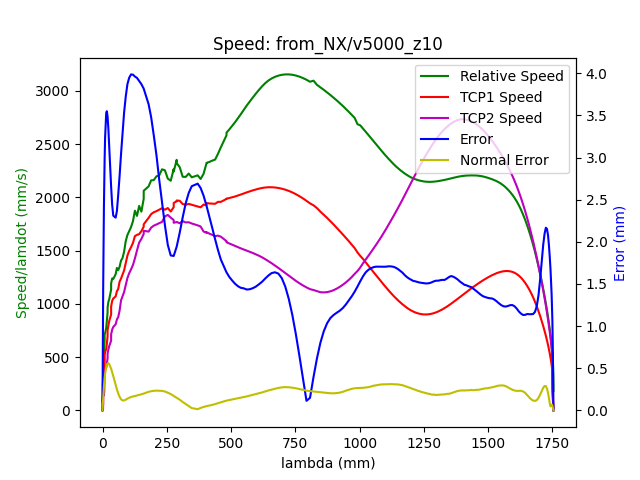 Speed: from_NX/v5000_z10
Relative Speed
TCP1 Speed
TCP2 Speed
Error
Normal Error
Speed/lamdot (mm/s)
3000
2500
2000
1500
1000
500
0
4.0
3.5
3.0
2.5
2.0
1.5
1.0
0.5
0.0
Error (mm)
0 250 500 750 1000 1250 1500 1750
lambda (mm)